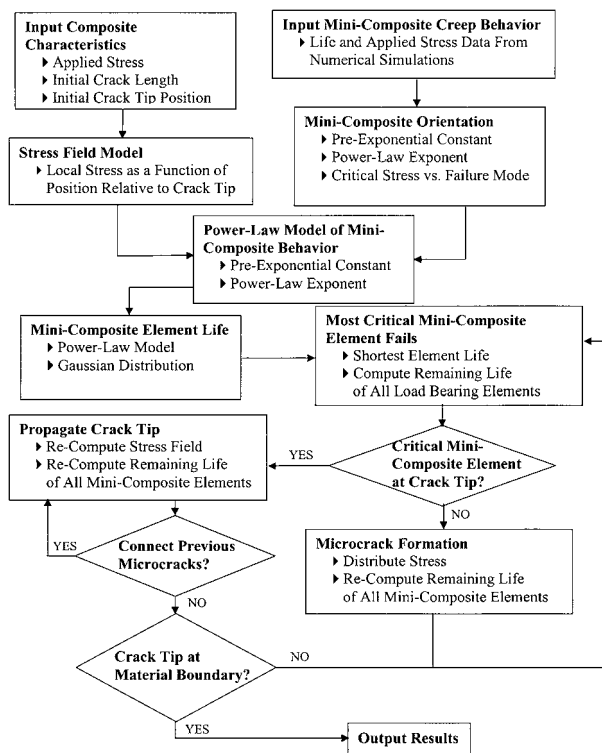 Input Composite
Characteristics
Applied Stress
Initial Crack Length
Initial Crack Tip Position
Input Mini-Composite Creep Behavior
Life and Applied Stress Data From
Numerical Simulations
Stress Field Model
Local Stress as a Function of
Position Relative to Crack Tip
Mini-Composite Orientation
Pre-Exponential Constant
Power-Law Exponent
Critical Stress vs. Failure Mode
Power-Law Model of Mini-
Composite Behavior
Pre-Exponential Constant
Power-Law Exponent
Mini-Composite Element Life
Power-Law Model
Gaussian Distribution
Most Critical Mini-Composite
Element Fails
Shortest Element Life
Compute Remaining Life
of All Load Bearing Elements
Propagate Crack Tip
Re-Compute Stress Field
Re-Compute Remaining Life
of All Mini-Composite Elements
YES
Critical Mini-
Composite Element
at Crack Tip?
NO
YES
Connect Previous
Microcracks?
NO
Microcrack Formation
Distribute Stress
Re-Compute Remaining Life
of All Mini-Composite Elements
Crack Tip at
Material Boundary?
NO
YES
Output Results